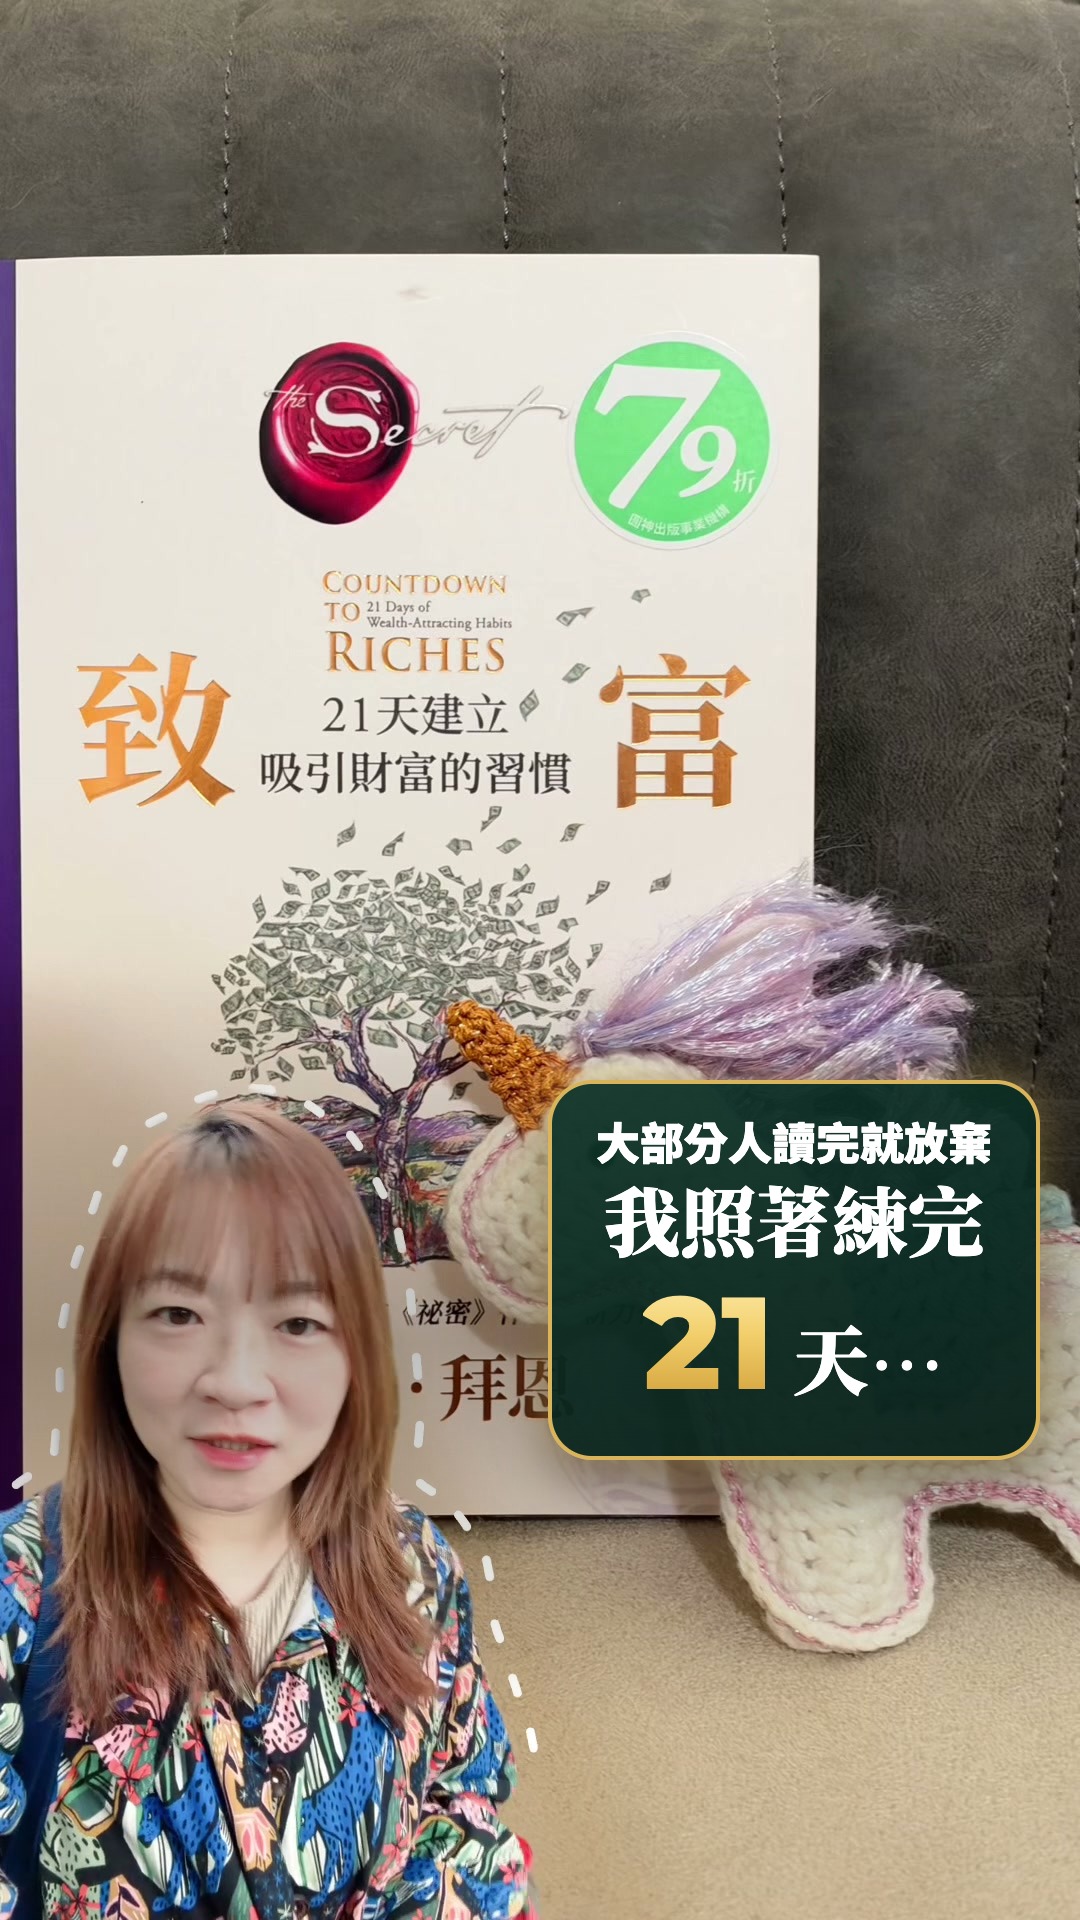 the Secret
79折
圓神出版事業機構
COUNTDOWN
TO 21 Days of
Wealth-Attracting Habits
RICHES
致富
21天建立
吸引財富的習慣
大部分人讀完就放棄
我照著練完
21天…
《祕密》
·拜恩